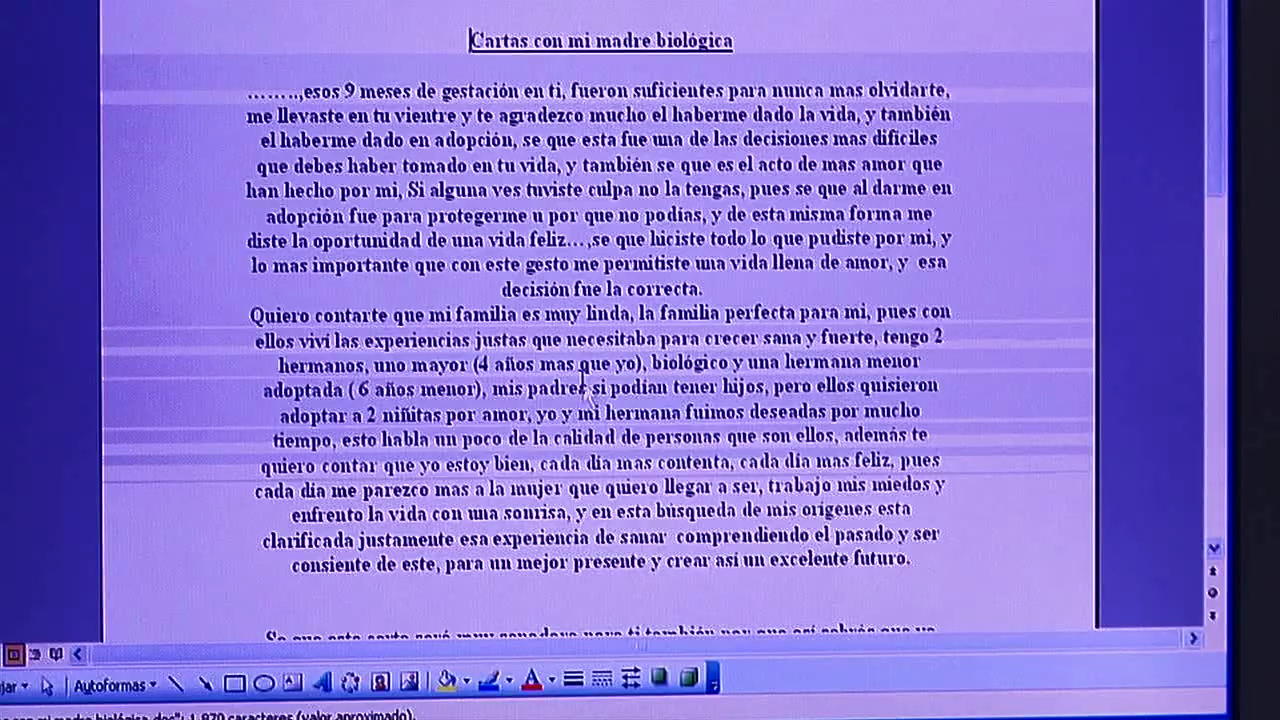 Cartas con mi madre biológica
………,esos 9 meses de gestación en ti, fueron suficientes para nunca mas olvidarte,
me llevaste en tu vientre y te agradezco mucho el haberme dado la vida, y también
el haberme dado en adopción, se que esta fue una de las decisiones mas difíciles
que debes haber tomado en tu vida, y también se que es el acto de mas amor que
han hecho por mi, Si alguna ves tuviste culpa no la tengas, pues se que al darme en
adopción fue para protegerme u por que no podías, y de esta misma forma me
diste la oportunidad de una vida feliz…,se que hiciste todo lo que pudiste por mi, y
lo mas importante que con este gesto me permitiste una vida llena de amor, y esa
decisión fue la correcta.
Quiero contarte que mi familia es muy linda, la familia perfecta para mi, pues con
ellos viví las experiencias justas que necesitaba para crecer sana y fuerte, tengo 2
hermanos, uno mayor (4 años mas que yo), biológico y una hermana menor
adoptada ( 6 años menor), mis padres si podían tener hijos, pero ellos quisieron
adoptar a 2 niñitas por amor, yo y mi hermana fuimos deseadas por mucho
tiempo, esto habla un poco de la calidad de personas que son ellos, además te
quiero contar que yo estoy bien, cada día mas contenta, cada día mas feliz, pues
cada día me parezco mas a la mujer que quiero llegar a ser, trabajo mis miedos y
enfrento la vida con una sonrisa, y en esta búsqueda de mis orígenes esta
clarificada justamente esa experiencia de sanar comprendiendo el pasado y ser
consiente de este, para un mejor presente y crear así un excelente futuro.
Autoformas
1.870 caracteres (valor aproximado).